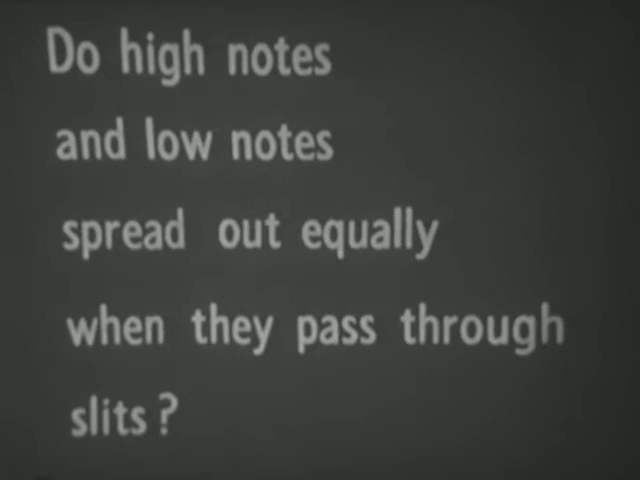 Do high notes
and low notes
spread out equally
when they pass through
slits?